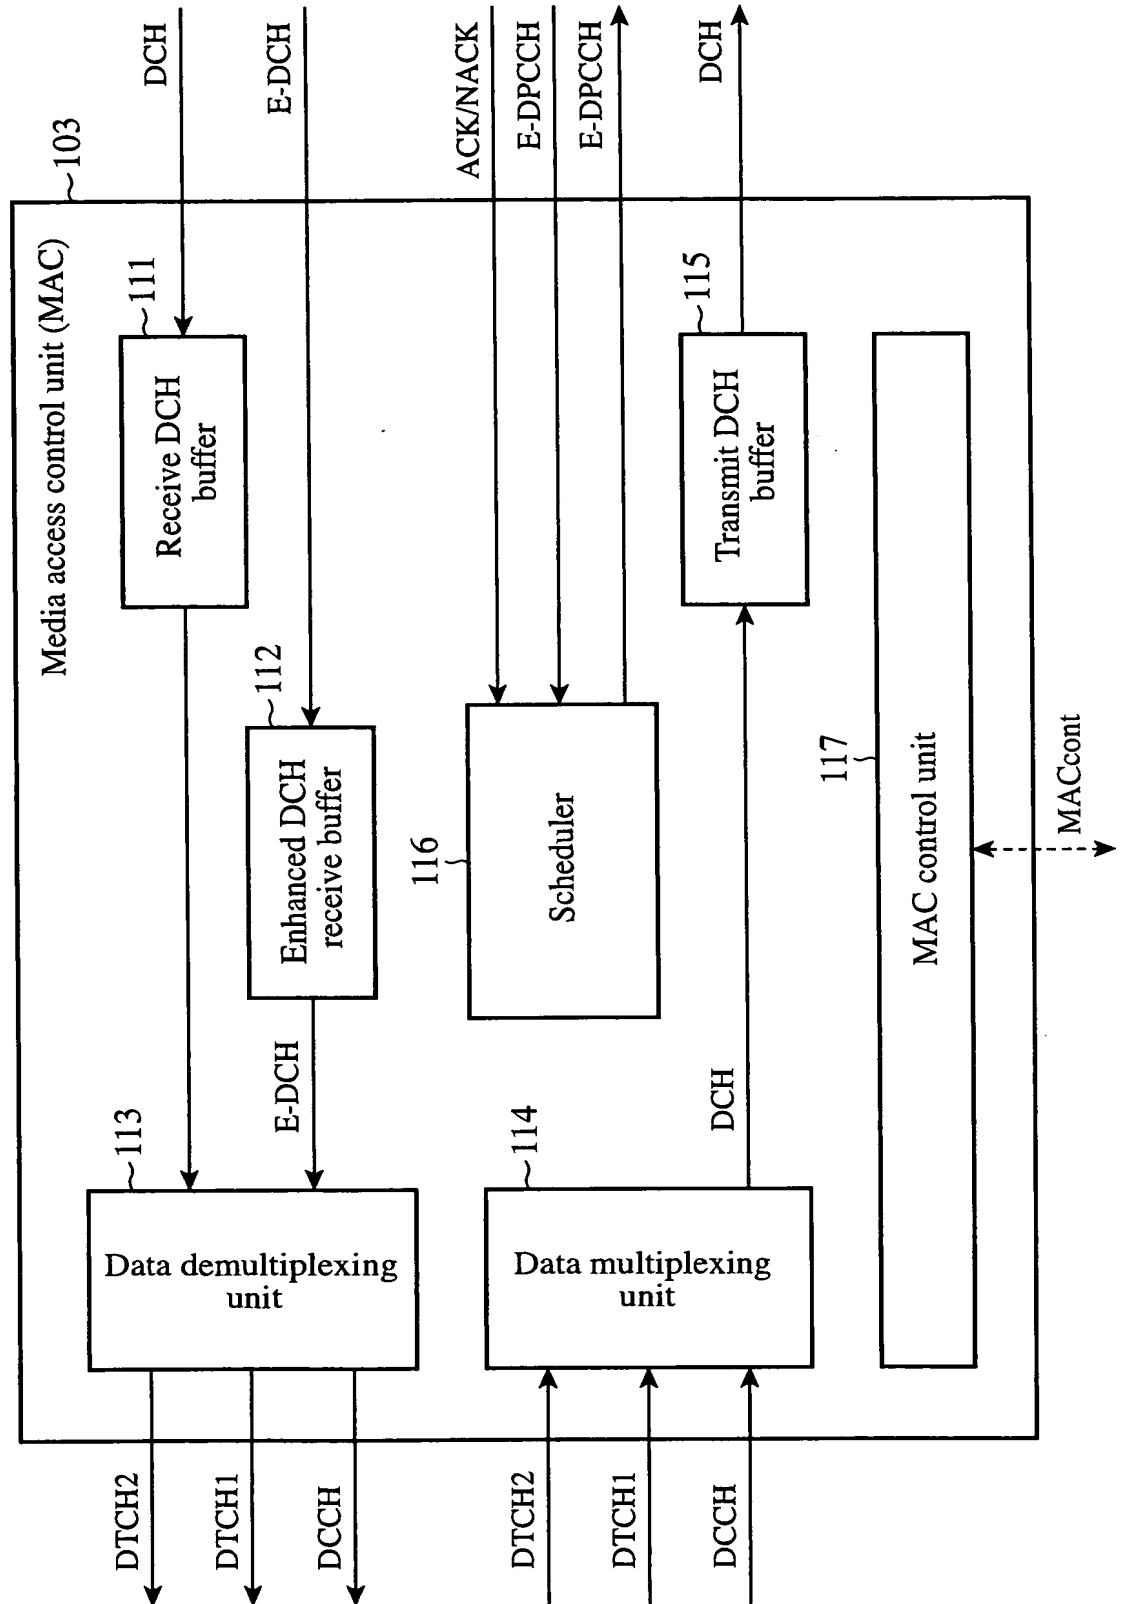 DCH
E-DCH
ACK/NACK
E-DPCCH
E-DPCCH
DCH
103
Media access control unit (MAC)
111
Receive DCH
buffer
115
Transmit DCH
buffer
112
Enhanced DCH
receive buffer
116
Scheduler
117
MAC control unit
MACcont
E-DCH
DCH
113
Data demultiplexing
unit
114
Data multiplexing
unit
DTCH2
DTCH1
DCCH
DTCH2
DTCH1
DCCH